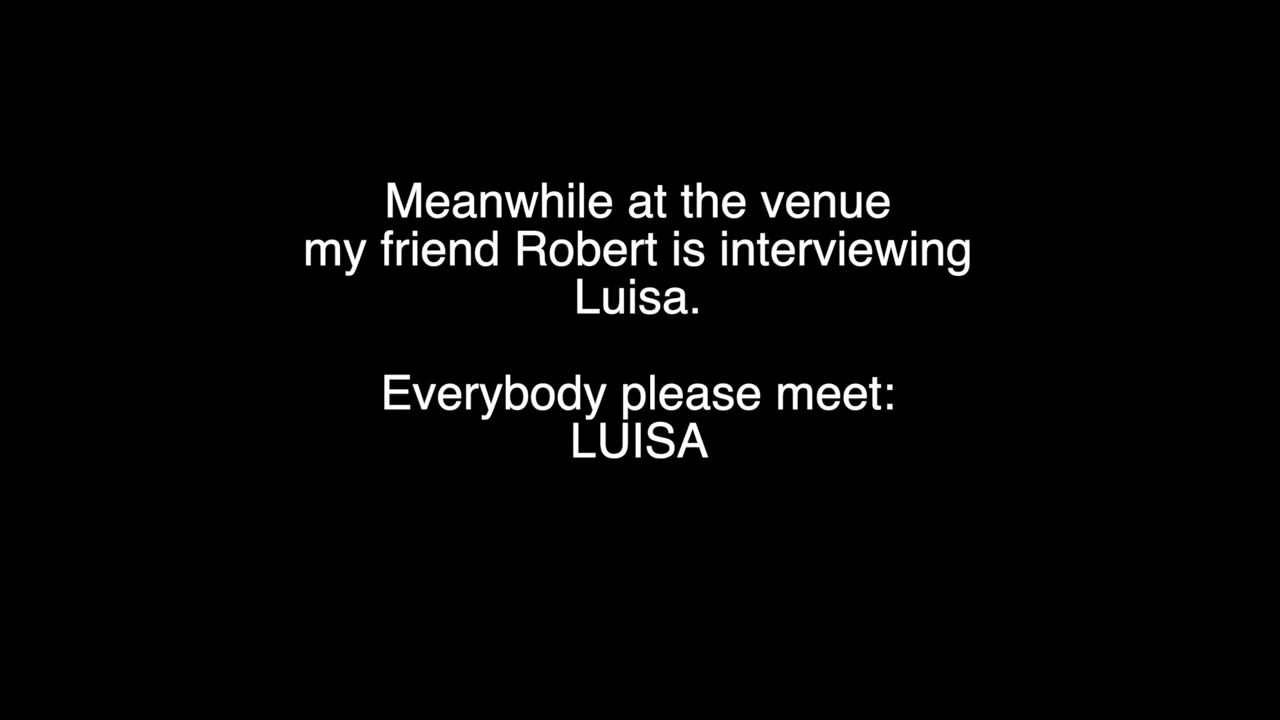 Meanwhile at the venue
my friend Robert is interviewing
Luisa.
Everybody please meet:
LUISA